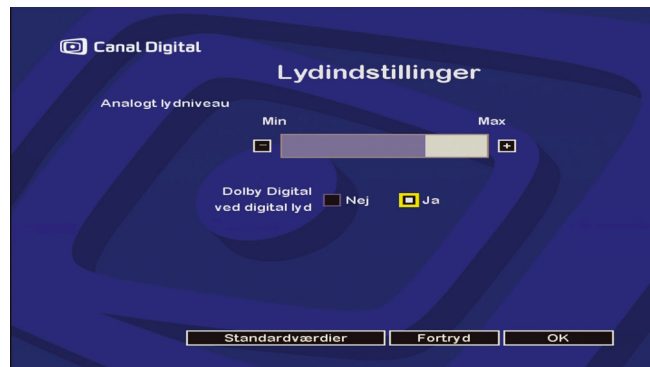 Canal Digital
Lydindstillinger
Analogt lydniveau
Min Max
- +
Dolby Digital
ved digital lyd Nej Ja
Standardværdier Fortryd OK